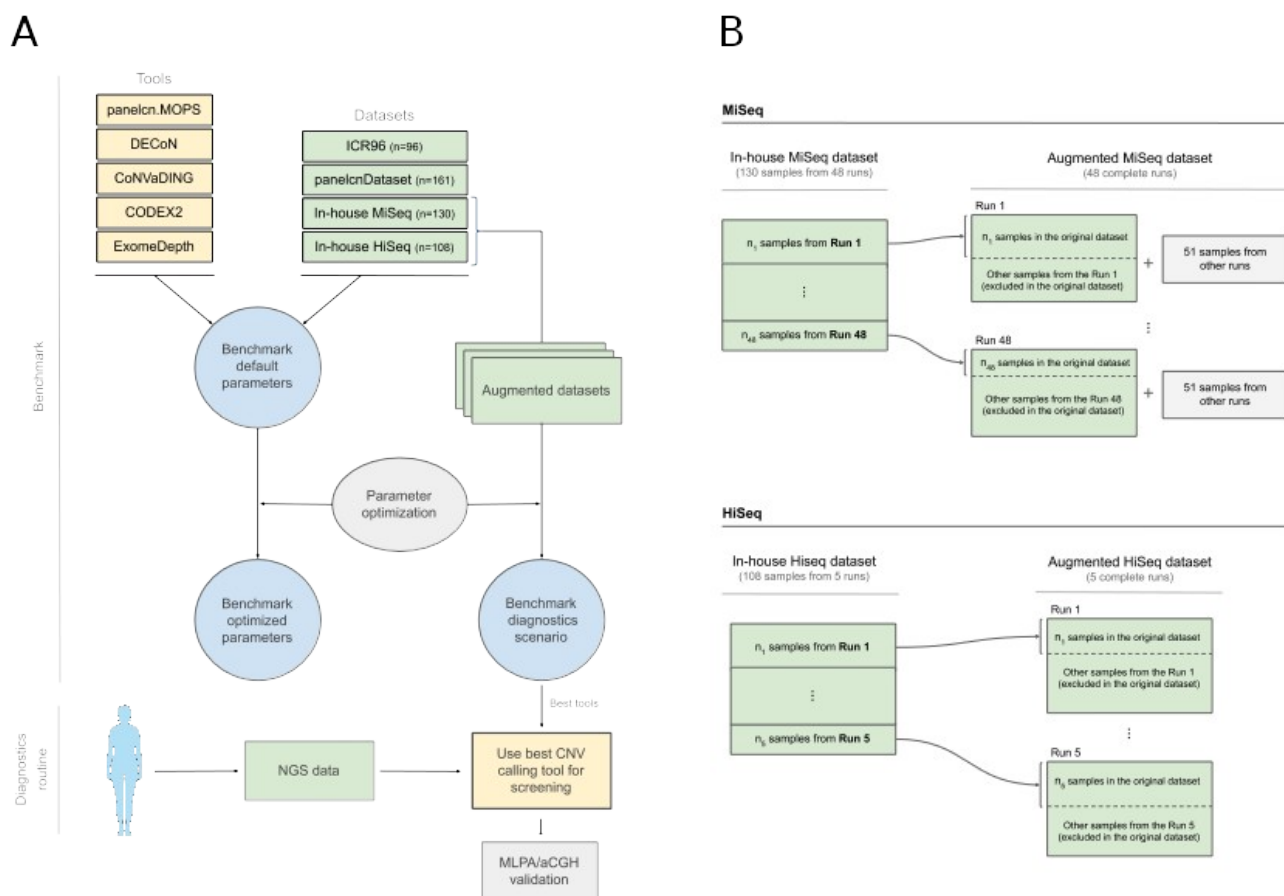 A
Tools
panelcn.MOPS
DECoN
CoNVaDING
CODEX2
ExomeDepth
Datasets
ICR96 (n=96)
panelcnDataset (n=161)
In-house MiSeq (n=130)
In-house HiSeq (n=108)
Benchmark
Benchmark
default
parameters
Augmented datasets
Parameter
optimization
Benchmark
optimized
parameters
Benchmark
diagnostics
scenario
Best tools
Diagnostics
routine
NGS data
Use best CNV
calling tool for
screening
MLPA/aCGH
validation
B
MiSeq
In-house MiSeq dataset
(130 samples from 48 runs)
Augmented MiSeq dataset
(48 complete runs)
n1 samples from Run 1
⋮
n48 samples from Run 48
Run 1
n1 samples in the original dataset
Other samples from the Run 1
(excluded in the original dataset)
+
51 samples from
other runs
⋮
Run 48
n48 samples in the original dataset
Other samples from the Run 48
(excluded in the original dataset)
+
51 samples from
other runs
HiSeq
In-house Hiseq dataset
(108 samples from 5 runs)
Augmented HiSeq dataset
(5 complete runs)
n1 samples from Run 1
⋮
n5 samples from Run 5
Run 1
n1 samples in the original dataset
Other samples from the Run 1
(excluded in the original dataset)
⋮
Run 5
n5 samples in the original dataset
Other samples from the Run 5
(excluded in the original dataset)